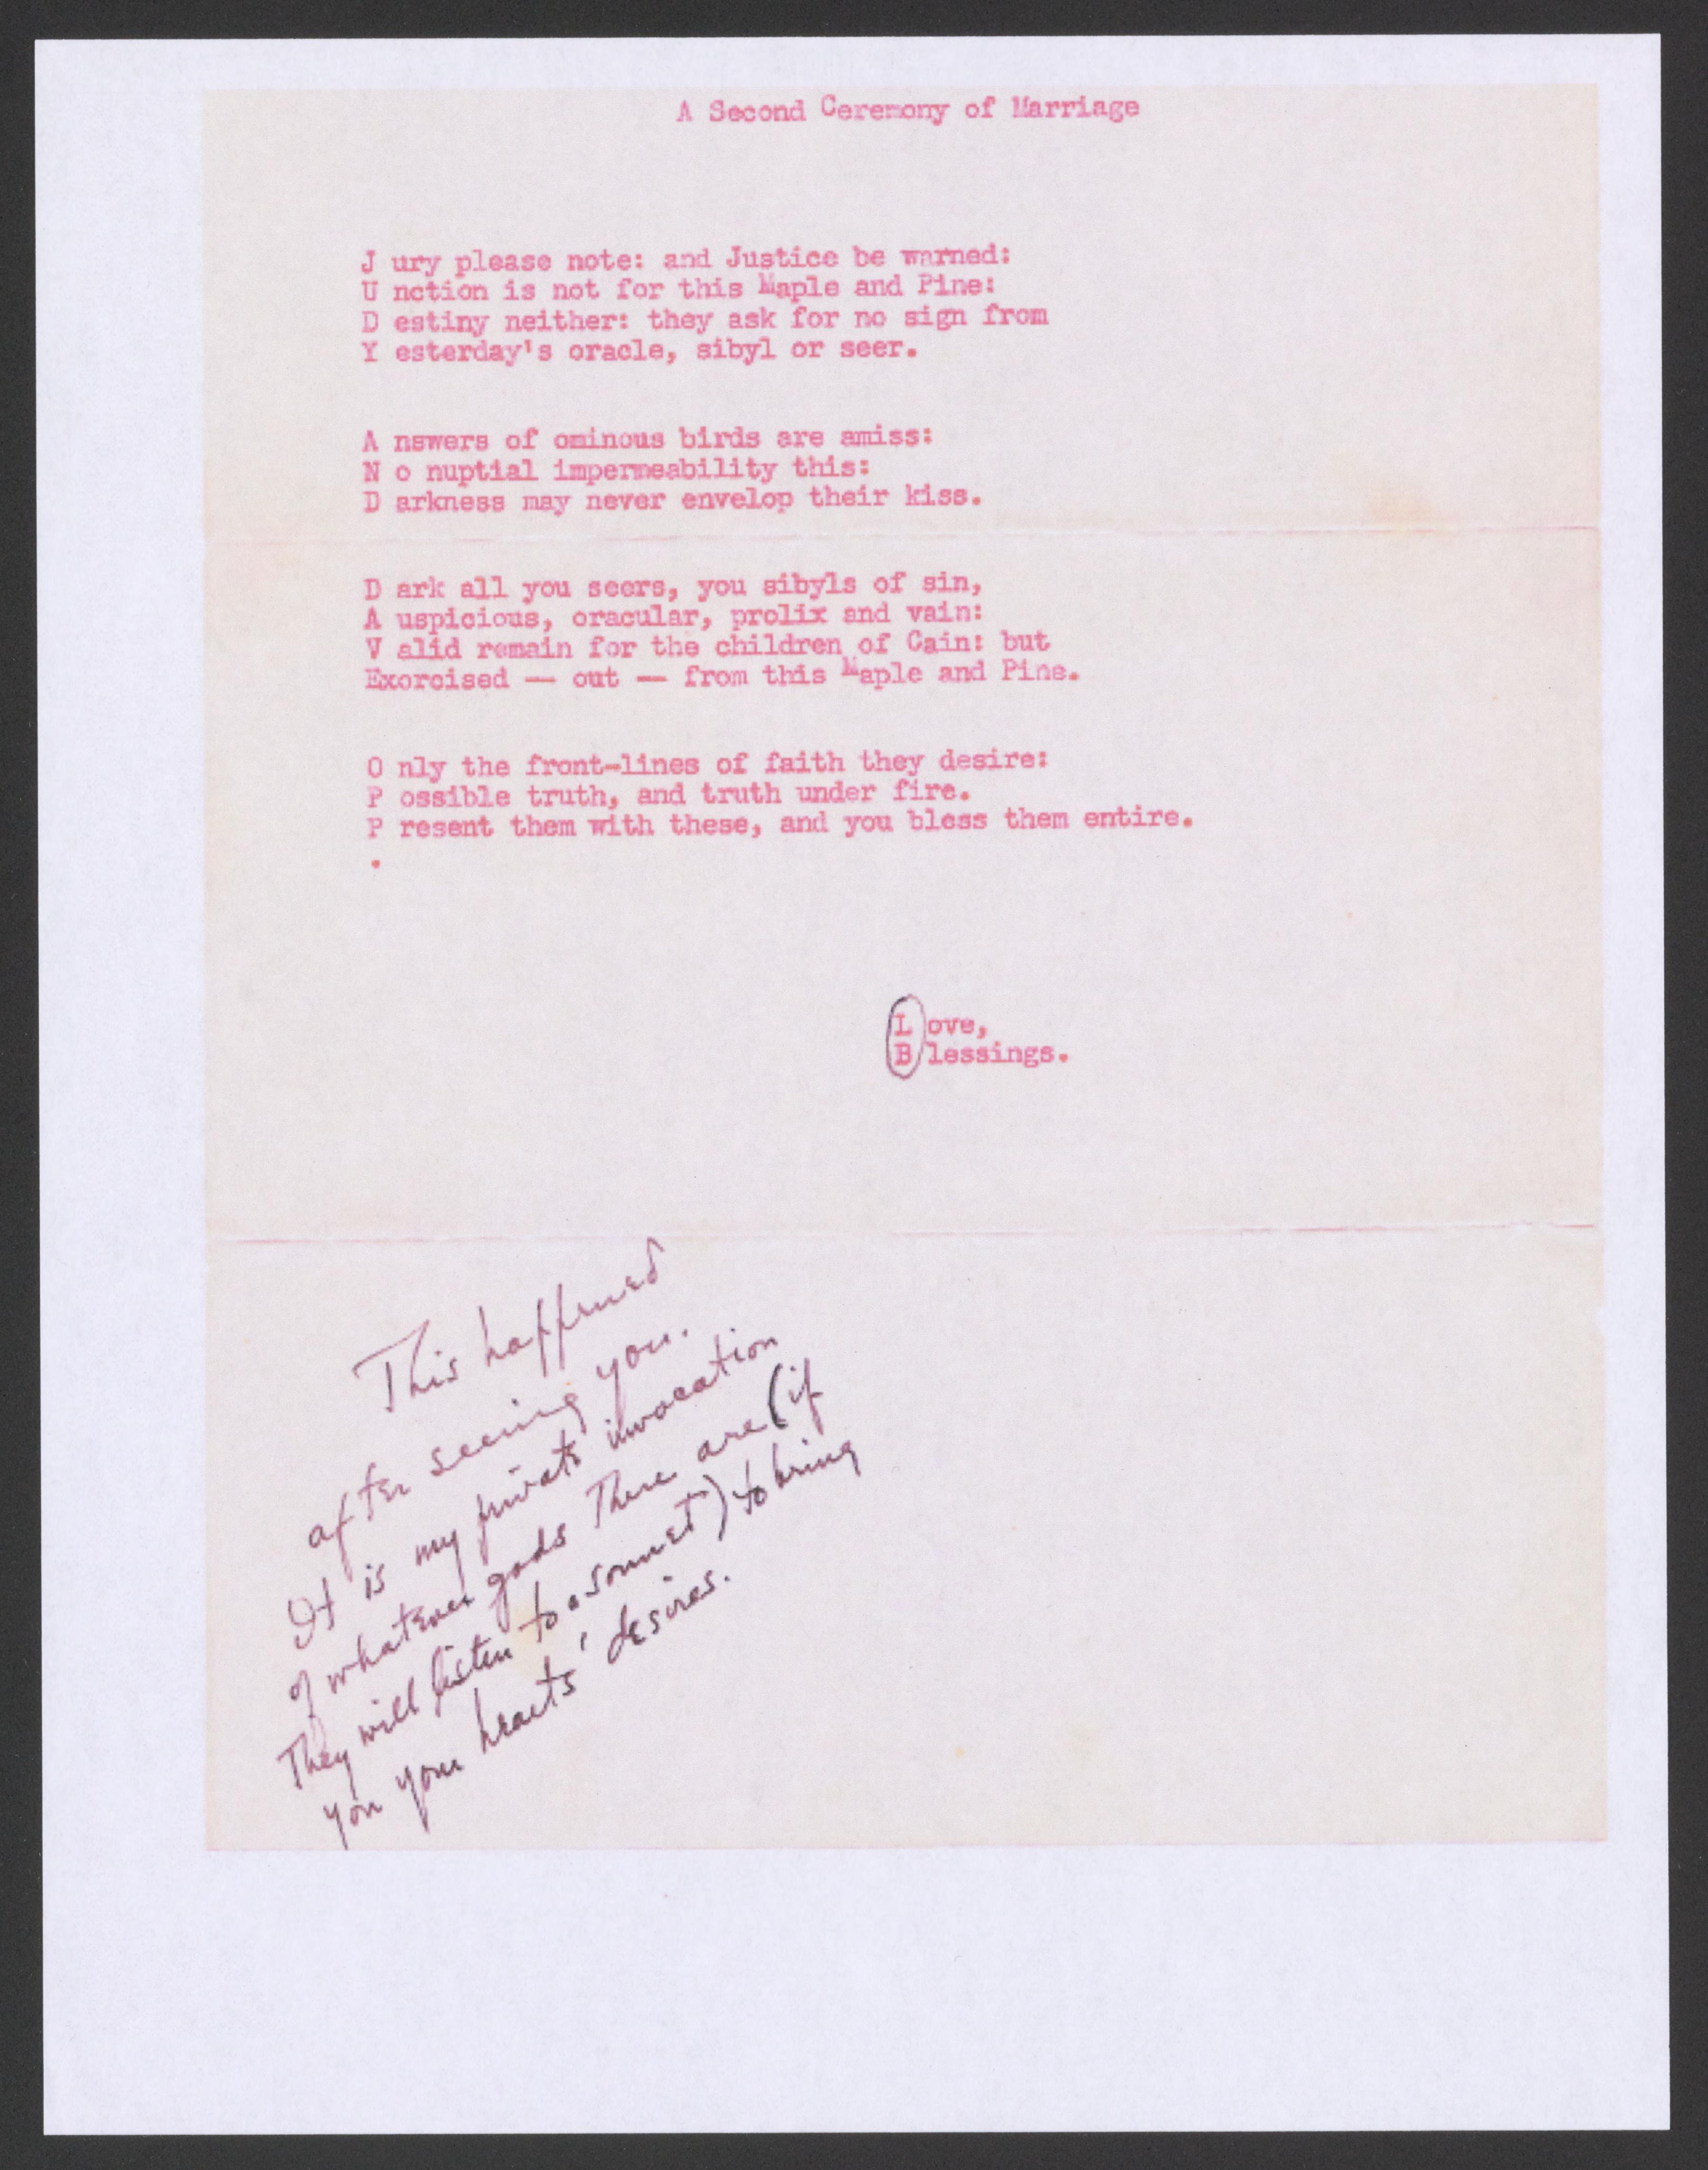 A Second Ceremony of Marriage
J ury please note: and Justice be warned:
U nction is not for this Maple and Pine:
D estiny neither: they ask for no sign from
Y esterday's oracle, sibyl or seer.
A nswers of ominous birds are amiss:
N o nuptial impermeability this:
D arkness may never envelop their kiss.
D ark all you seers, you sibyls of sin,
A uspicious, oracular, prolix and vain:
V alid remain for the children of Cain: but
Exorcised — out — from this Maple and Pine.
O nly the front-lines of faith they desire:
P ossible truth, and truth under fire.
P resent them with these, and you bless them entire.
.
L ove,
B lessings.
This happened
after seeing you.
It is my private invocation
of whatever gods there are (if
They will listen to a sonnet) to bring
you your hearts' desires.